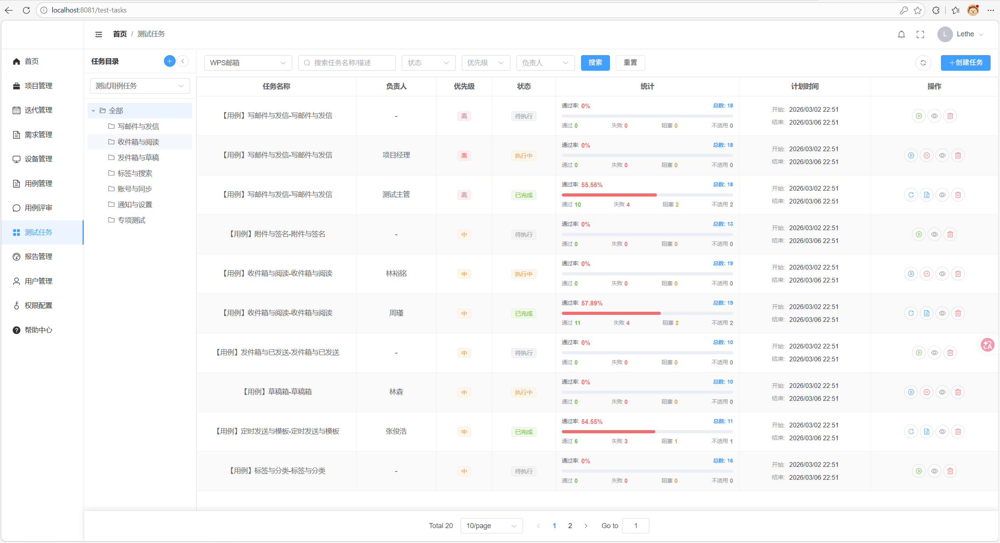 localhost:8081/test-tasks
首页 / 测试任务
L Lethe
首页
项目管理
迭代管理
需求管理
设备管理
用例管理
用例评审
测试任务
报告管理
用户管理
权限配置
帮助中心
任务目录
测试用例任务
全部
写邮件与发信
收件箱与阅读
发件箱与草稿
标签与搜索
账号与同步
通知与设置
专项测试
WPS邮箱 搜索任务名称/描述 状态 优先级 负责人 搜索 重置 +创建任务
任务名称 负责人 优先级 状态 统计 计划时间 操作
【用例】写邮件与发信-写邮件与发信 - 高 待执行
通过率: 0% 总数: 18
通过 0 失败 0 阻塞 0 不适用 0
开始: 2026/03/02 22:51
结束: 2026/03/06 22:51
【用例】写邮件与发信-写邮件与发信 项目经理 高 执行中
通过率: 0% 总数: 18
通过 0 失败 0 阻塞 0 不适用 0
开始: 2026/03/02 22:51
结束: 2026/03/06 22:51
【用例】写邮件与发信-写邮件与发信 测试主管 高 已完成
通过率: 55.56% 总数: 18
通过 10 失败 4 阻塞 2 不适用 2
开始: 2026/03/02 22:51
结束: 2026/03/06 22:51
【用例】附件与签名-附件与签名 - 中 待执行
通过率: 0% 总数: 13
通过 0 失败 0 阻塞 0 不适用 0
开始: 2026/03/02 22:51
结束: 2026/03/06 22:51
【用例】收件箱与阅读-收件箱与阅读 林裕铭 中 执行中
通过率: 0% 总数: 19
通过 0 失败 0 阻塞 0 不适用 0
开始: 2026/03/02 22:51
结束: 2026/03/06 22:51
【用例】收件箱与阅读-收件箱与阅读 周瑾 中 已完成
通过率: 57.89% 总数: 19
通过 11 失败 4 阻塞 2 不适用 2
开始: 2026/03/02 22:51
结束: 2026/03/06 22:51
【用例】发件箱与已发送-发件箱与已发送 - 中 待执行
通过率: 0% 总数: 10
通过 0 失败 0 阻塞 0 不适用 0
开始: 2026/03/02 22:51
结束: 2026/03/06 22:51
【用例】草稿箱-草稿箱 林森 中 执行中
通过率: 0% 总数: 10
通过 0 失败 0 阻塞 0 不适用 0
开始: 2026/03/02 22:51
结束: 2026/03/06 22:51
【用例】定时发送与模板-定时发送与模板 张俊浩 中 已完成
通过率: 54.55% 总数: 11
通过 6 失败 3 阻塞 1 不适用 1
开始: 2026/03/02 22:51
结束: 2026/03/06 22:51
【用例】标签与分类-标签与分类 - 中 待执行
通过率: 0% 总数: 16
通过 0 失败 0 阻塞 0 不适用 0
开始: 2026/03/02 22:51
结束: 2026/03/06 22:51
Total 20 10/page 1 2 Go to 1